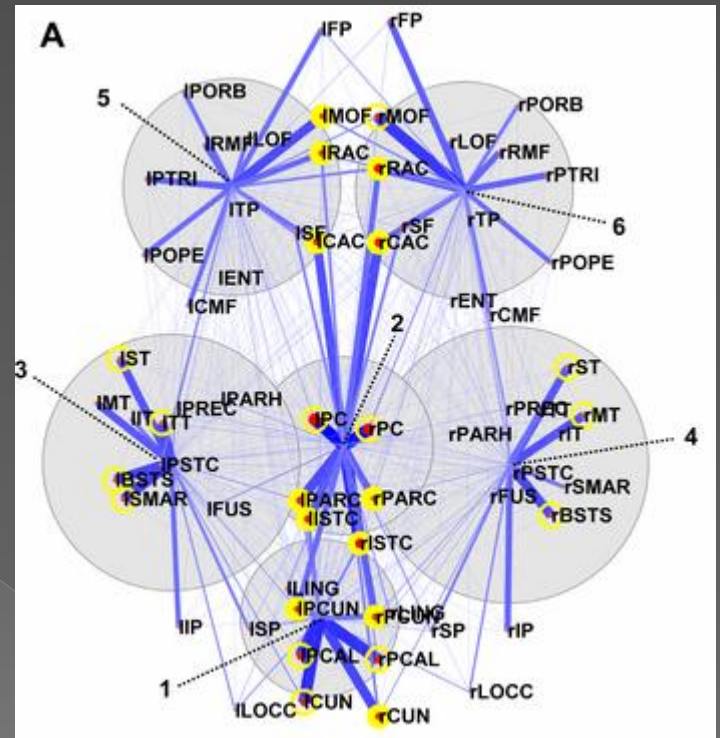 A
lFP
rFP
5
lPORB
lMOF
rMOF
rPORB
lRMF
lLOF
rLOF
rRMF
lRAC
rRAC
lPTRI
rPTRI
lTP
rTP
6
lSF
lCAC
rSF
rCAC
lPOPE
rPOPE
lENT
rENT
lCMF
rCMF
2
3
lST
rST
lMT
lPREC
lPARH
rPREC
rMT
lIT
lTT
lPC
rPC
rPARH
rIT
4
lPSTC
rPSTC
lBSTS
lSMAR
rSMAR
lFUS
lPARC
rPARC
rFUS
lISTC
rBSTS
rISTC
lLING
lPCUN
rPCUN
rLING
lIP
lSP
rSP
rIP
lPCAL
rPCAL
1
lLOCC
lCUN
rCUN
rLOCC